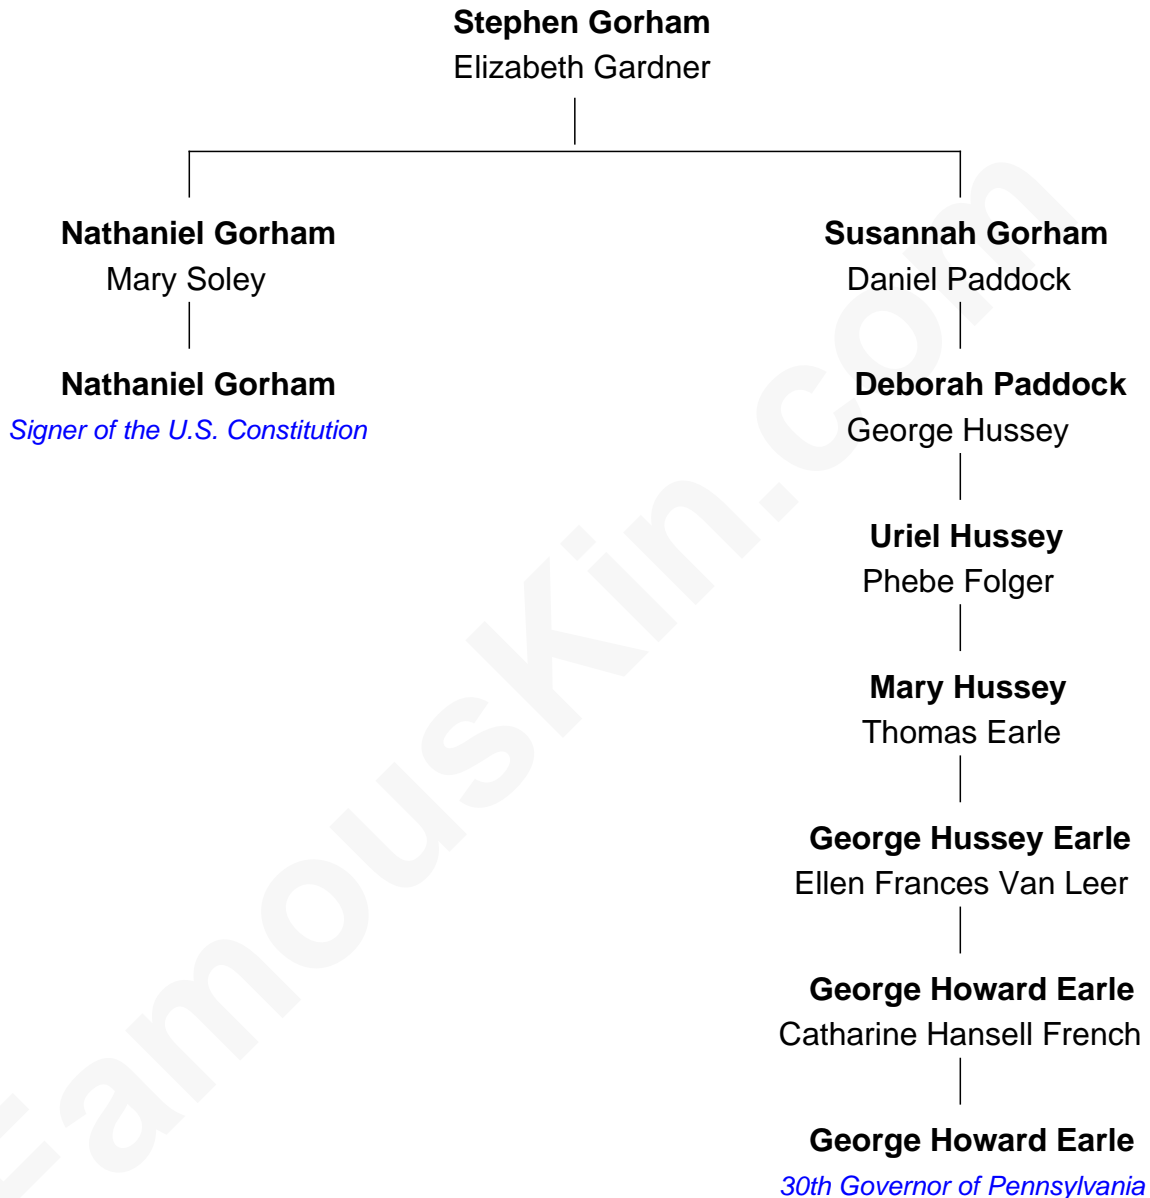 Stephen Gorham
Elizabeth Gardner
Nathaniel Gorham
Mary Soley
Susannah Gorham
Daniel Paddock
Nathaniel Gorham
Signer of the U.S. Constitution
Deborah Paddock
George Hussey
Uriel Hussey
Phebe Folger
Mary Hussey
Thomas Earle
George Hussey Earle
Ellen Frances Van Leer
George Howard Earle
Catharine Hansell French
George Howard Earle
30th Governor of Pennsylvania
FamousKin.com